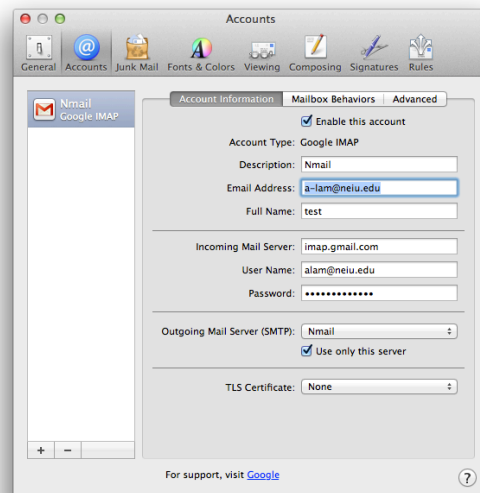 Accounts
General Accounts Junk Mail Fonts & Colors Viewing Composing Signatures Rules
Nmail
Google IMAP
Account Information Mailbox Behaviors Advanced
Enable this account
Account Type: Google IMAP
Description: Nmail
Email Address: a-lam@neiu.edu
Full Name: test
Incoming Mail Server: imap.gmail.com
User Name: alam@neiu.edu
Password: •••••••••••••
Outgoing Mail Server (SMTP): Nmail
Use only this server
TLS Certificate: None
+ −
For support, visit Google
?